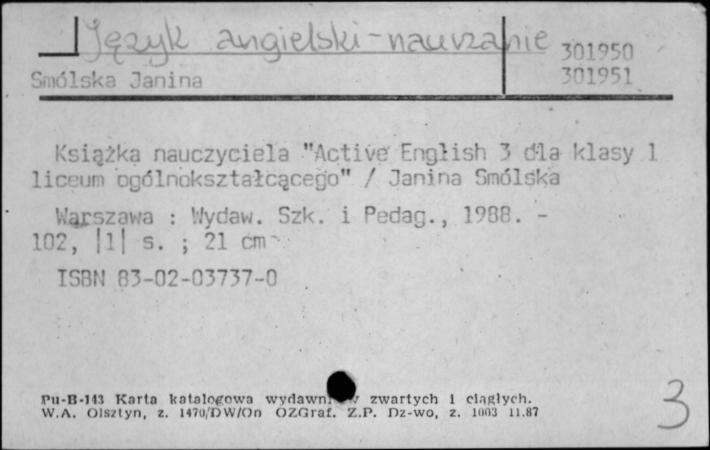 Język angielski-nauczanie
301950
Smólska Janina
301951
Książka nauczyciela "Active English 3 dla klasy 1
liceum ogólnokształcącego" / Janina Smólska
Warszawa : Wydaw. Szk. i Pedag., 1988. -
102, |1| s. ; 21 cm
ISBN 83-02-03737-0
Pu-B-143 Karta katalogowa zwartych i ciągłych.
W.A. Olsztyn, z. 1470/DW/On OZGraf. Z.P. Dz-wo, z. 1003 11.87
3